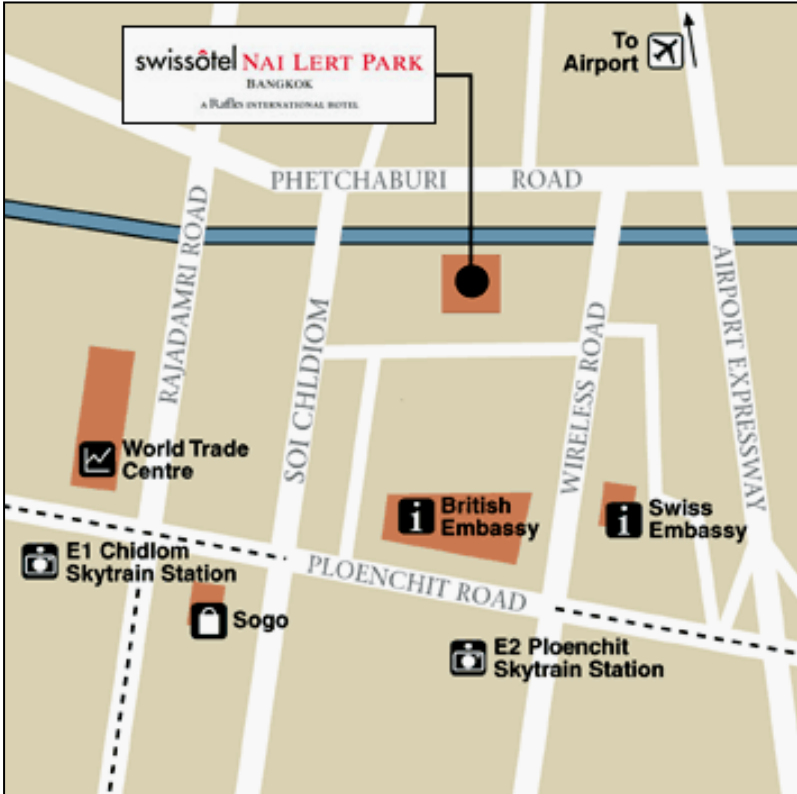 swissôtel NAI LERT PARK
BANGKOK
A Raffles INTERNATIONAL HOTEL
To
Airport
PHETCHABURI ROAD
RAJADAMRI ROAD
SOI CHLDIOM
WIRELESS ROAD
AIRPORT EXPRESSWAY
World Trade
Centre
British
Embassy
Swiss
Embassy
E1 Chidlom
Skytrain Station
PLOENCHIT ROAD
Sogo
E2 Ploenchit
Skytrain Station